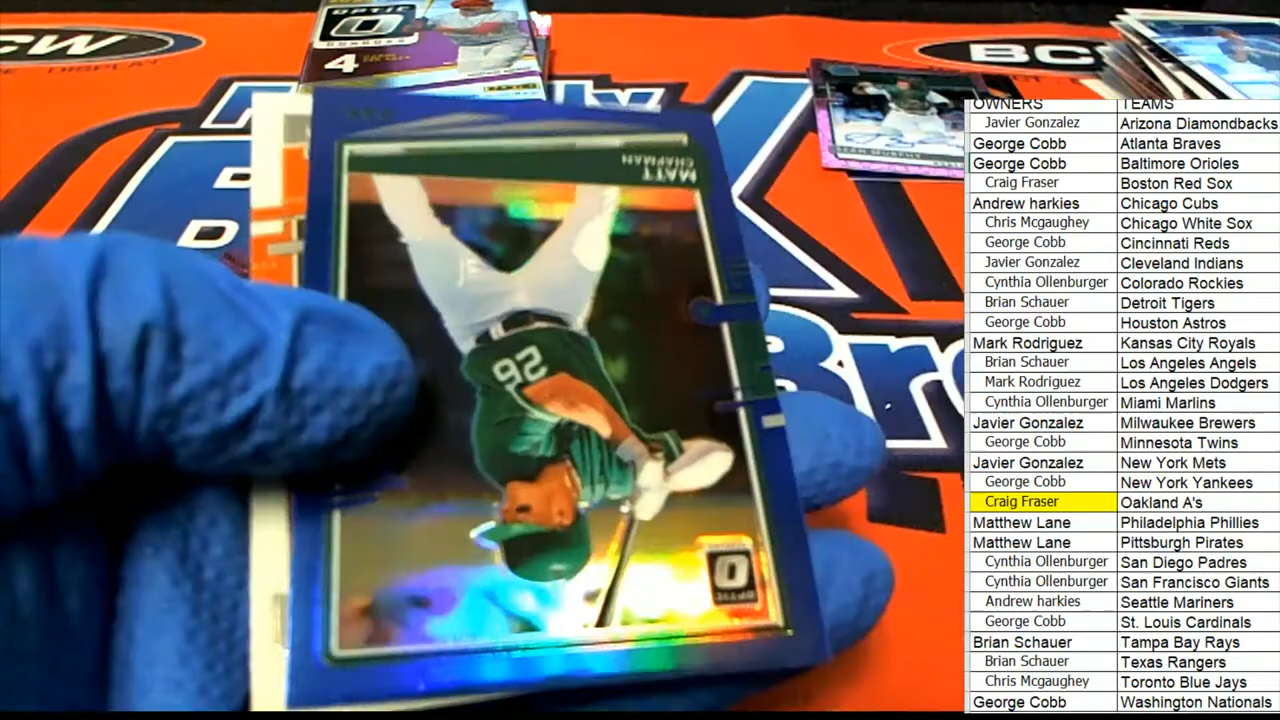 CW
DISPLAY
OPTIC
DONRUSS
4
BC
MATT
CHAPMAN
26
OPTIC
D
Br
SEAN MURPHY
OWNERS TEAMS
Javier Gonzalez Arizona Diamondbacks
George Cobb Atlanta Braves
George Cobb Baltimore Orioles
Craig Fraser Boston Red Sox
Andrew harkies Chicago Cubs
Chris Mcgaughey Chicago White Sox
George Cobb Cincinnati Reds
Javier Gonzalez Cleveland Indians
Cynthia Ollenburger Colorado Rockies
Brian Schauer Detroit Tigers
George Cobb Houston Astros
Mark Rodriguez Kansas City Royals
Brian Schauer Los Angeles Angels
Mark Rodriguez Los Angeles Dodgers
Cynthia Ollenburger Miami Marlins
Javier Gonzalez Milwaukee Brewers
George Cobb Minnesota Twins
Javier Gonzalez New York Mets
George Cobb New York Yankees
Craig Fraser Oakland A's
Matthew Lane Philadelphia Phillies
Matthew Lane Pittsburgh Pirates
Cynthia Ollenburger San Diego Padres
Cynthia Ollenburger San Francisco Giants
Andrew harkies Seattle Mariners
George Cobb St. Louis Cardinals
Brian Schauer Tampa Bay Rays
Brian Schauer Texas Rangers
Chris Mcgaughey Toronto Blue Jays
George Cobb Washington Nationals